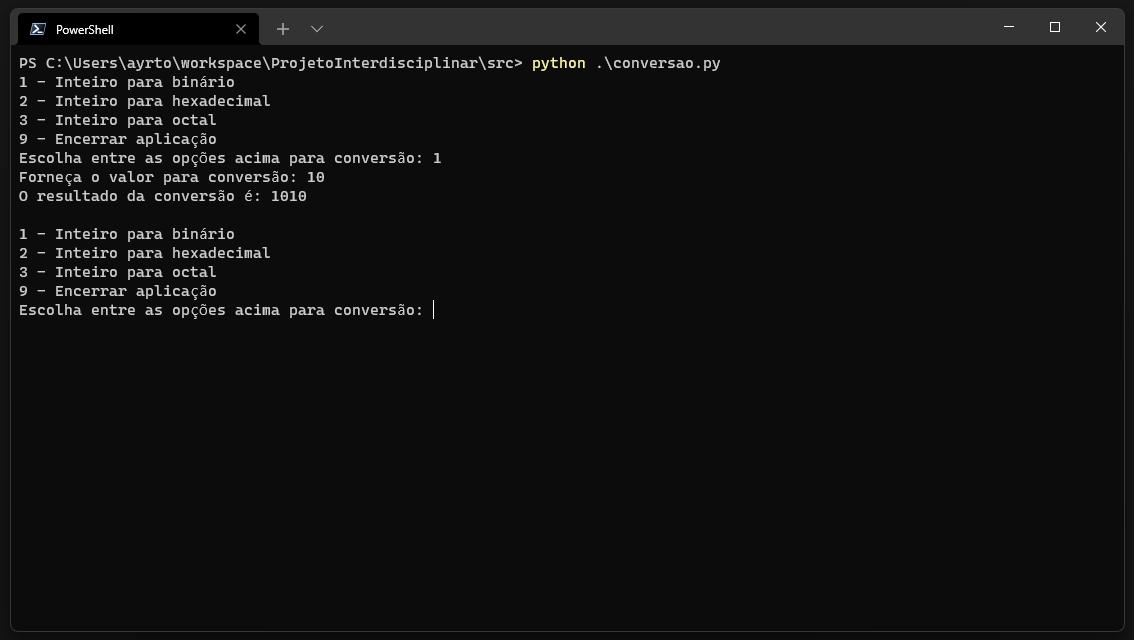 PowerShell
PS C:\Users\ayrto\workspace\ProjetoInterdisciplinar\src> python .\conversao.py
1 - Inteiro para binário
2 - Inteiro para hexadecimal
3 - Inteiro para octal
9 - Encerrar aplicação
Escolha entre as opções acima para conversão: 1
Forneça o valor para conversão: 10
O resultado da conversão é: 1010
1 - Inteiro para binário
2 - Inteiro para hexadecimal
3 - Inteiro para octal
9 - Encerrar aplicação
Escolha entre as opções acima para conversão: